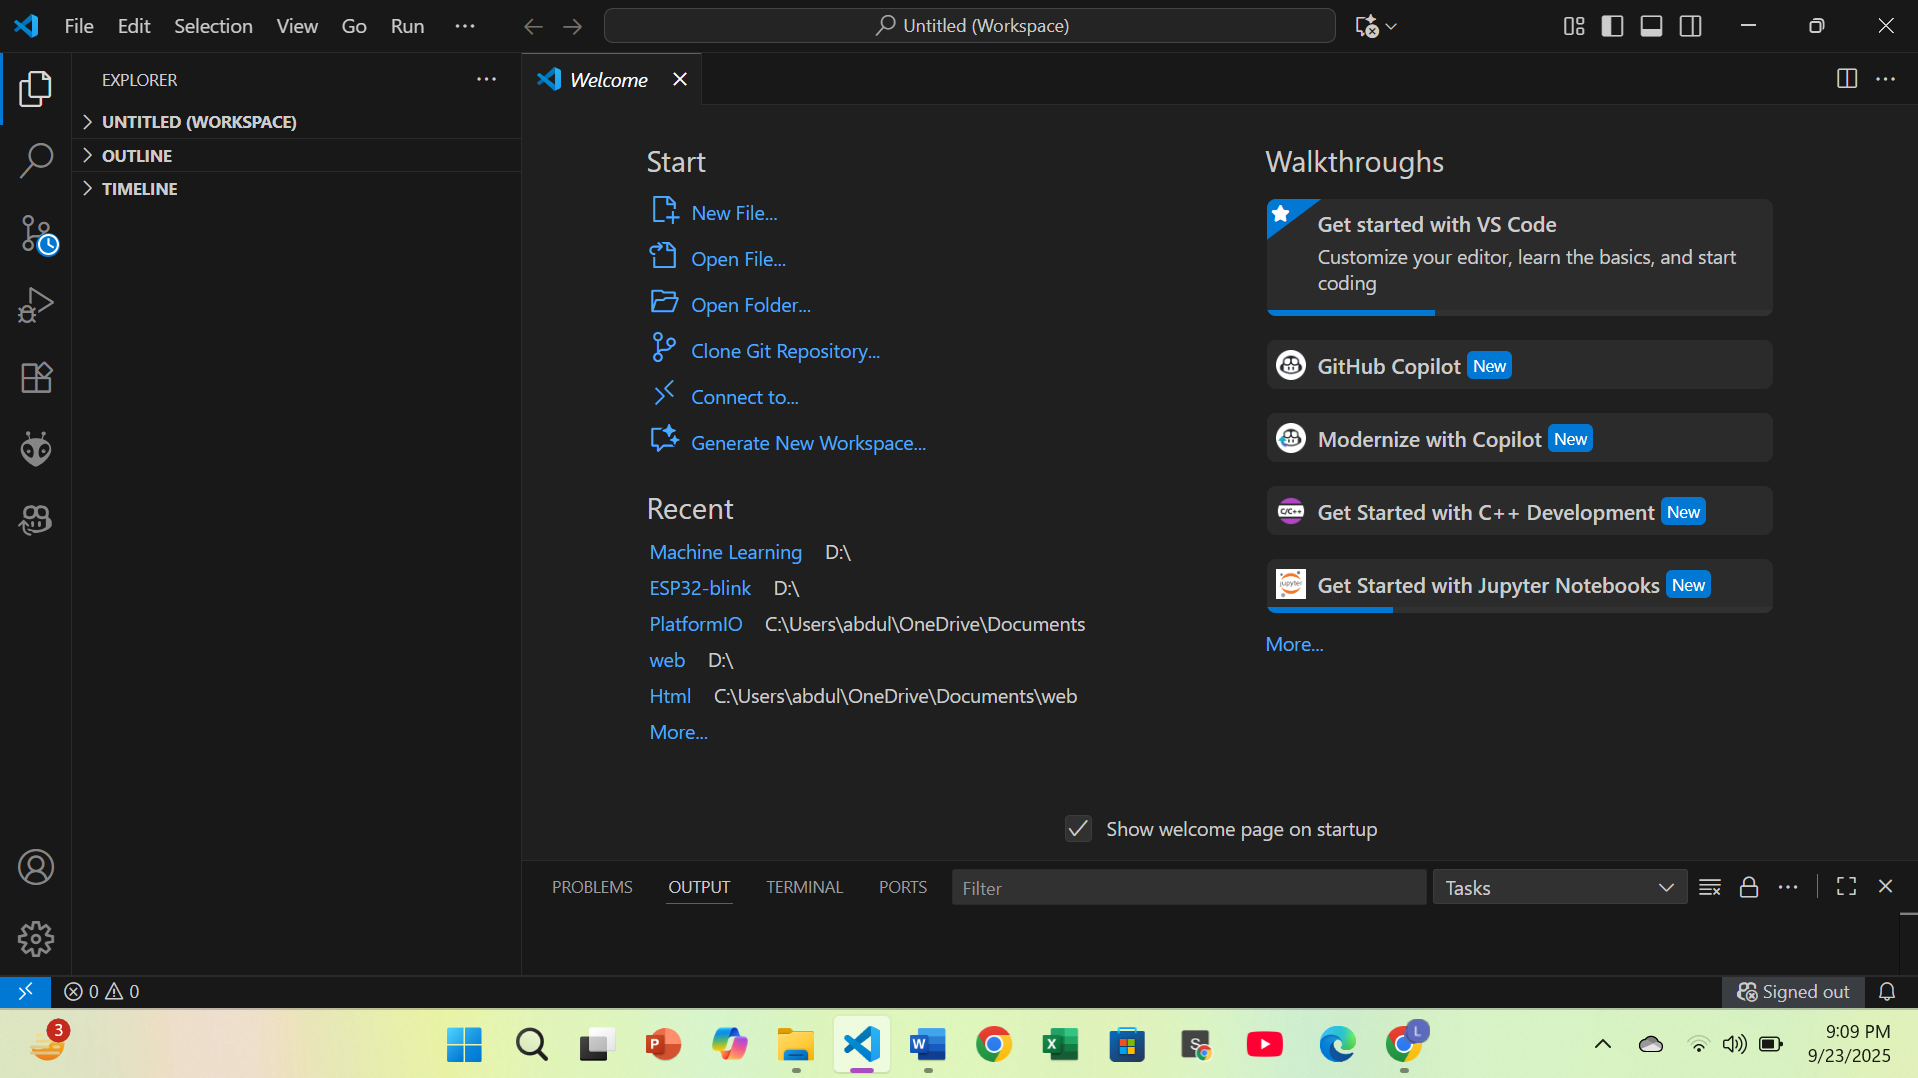 File Edit Selection View Go Run
Untitled (Workspace)
EXPLORER
UNTITLED (WORKSPACE)
OUTLINE
TIMELINE
Welcome
Start
New File...
Open File...
Open Folder...
Clone Git Repository...
Connect to...
Generate New Workspace...
Recent
Machine Learning D:\
ESP32-blink D:\
PlatformIO C:\Users\abdul\OneDrive\Documents
web D:\
Html C:\Users\abdul\OneDrive\Documents\web
More...
Walkthroughs
Get started with VS Code
Customize your editor, learn the basics, and start
coding
GitHub Copilot New
Modernize with Copilot New
Get Started with C++ Development New
C/C++
Get Started with Jupyter Notebooks New
jupyter
More...
Show welcome page on startup
PROBLEMS OUTPUT TERMINAL PORTS Filter Tasks
0 0
Signed out
3
P
W
X
S
L
9:09 PM
9/23/2025